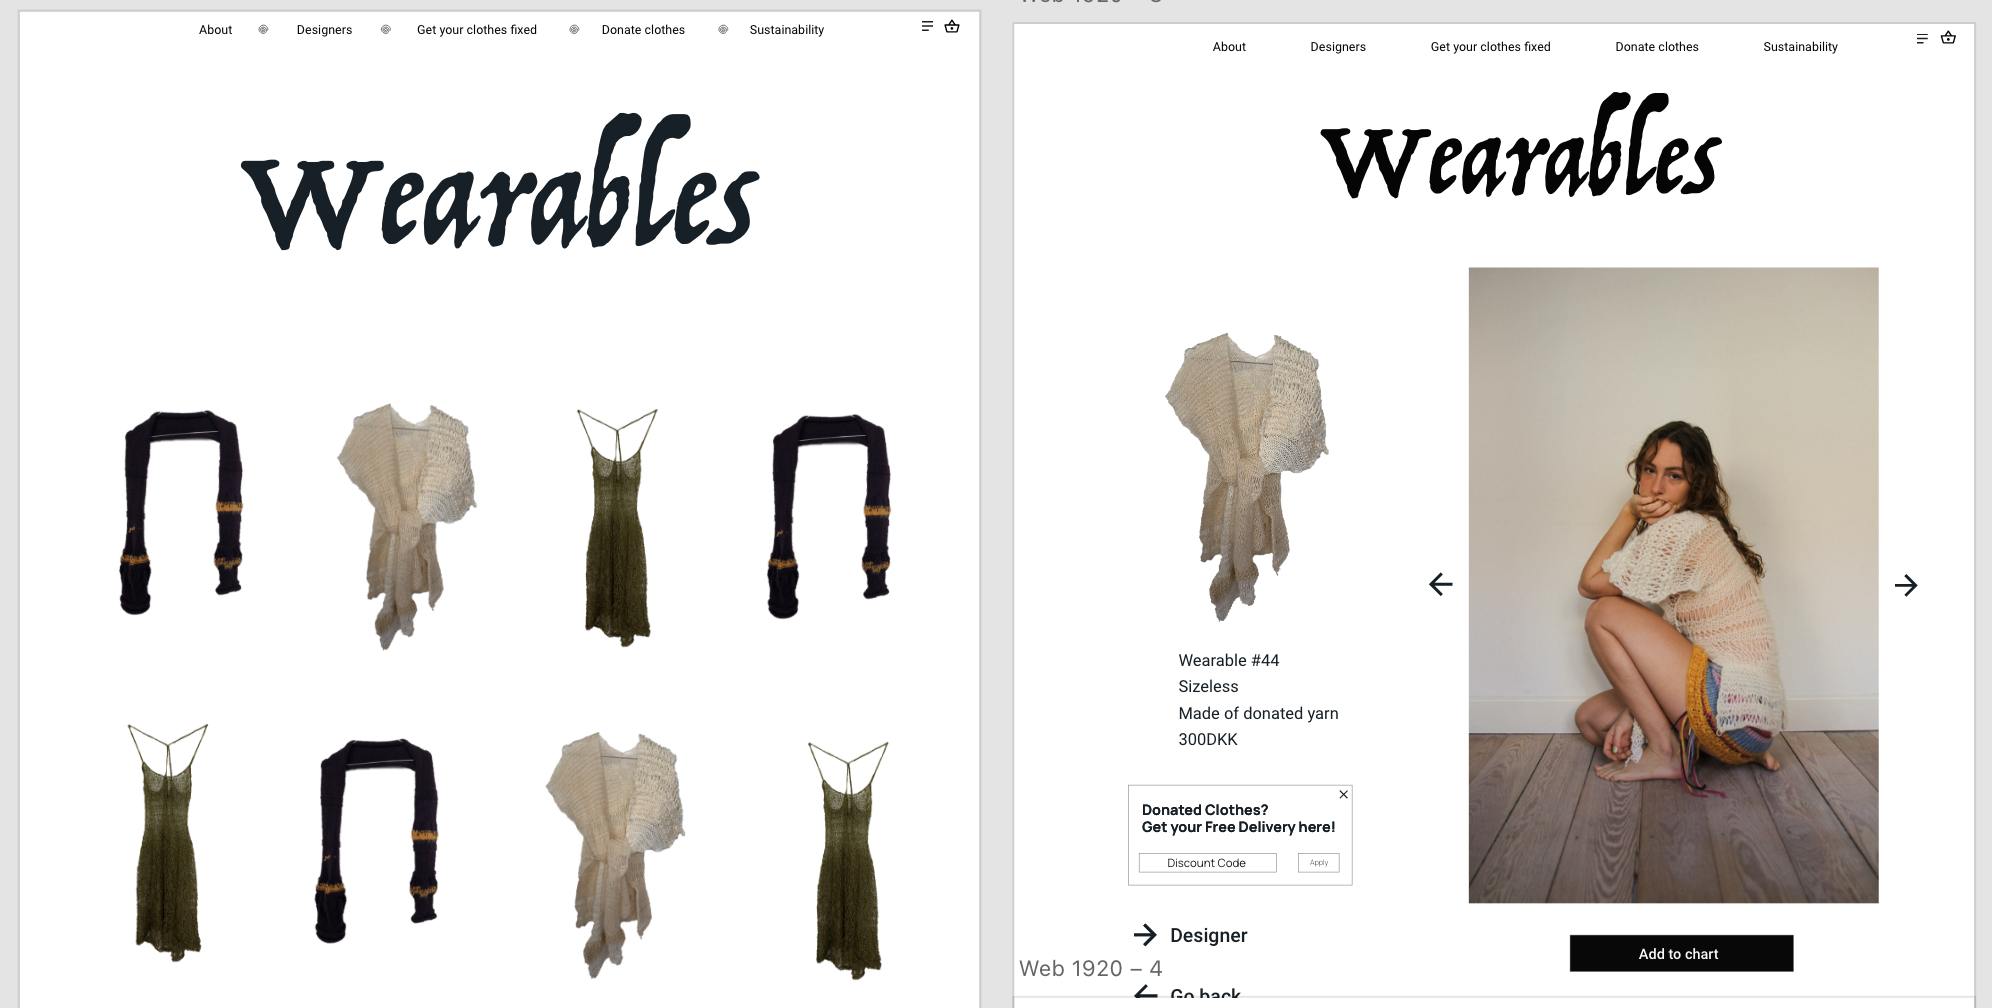 About Designers Get your clothes fixed Donate clothes Sustainability
Wearables
About Designers Get your clothes fixed Donate clothes Sustainability
Wearables
Wearable #44
Sizeless
Made of donated yarn
300DKK
Donated Clothes?
Get your Free Delivery here!
Discount Code Apply
Designer
Add to chart
Web 1920 – 4
Go back